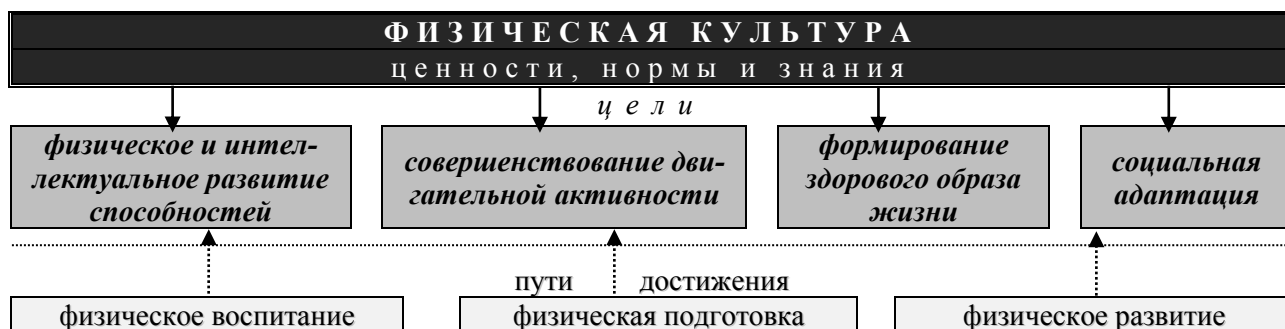 ФИЗИЧЕСКАЯ КУЛЬТУРА
ценности, нормы и знания
цели
физическое и интел-
лектуальное развитие
способностей
совершенствование дви-
гательной активности
формирование
здорового образа
жизни
социальная
адаптация
пути достижения
физическое воспитание
физическая подготовка
физическое развитие